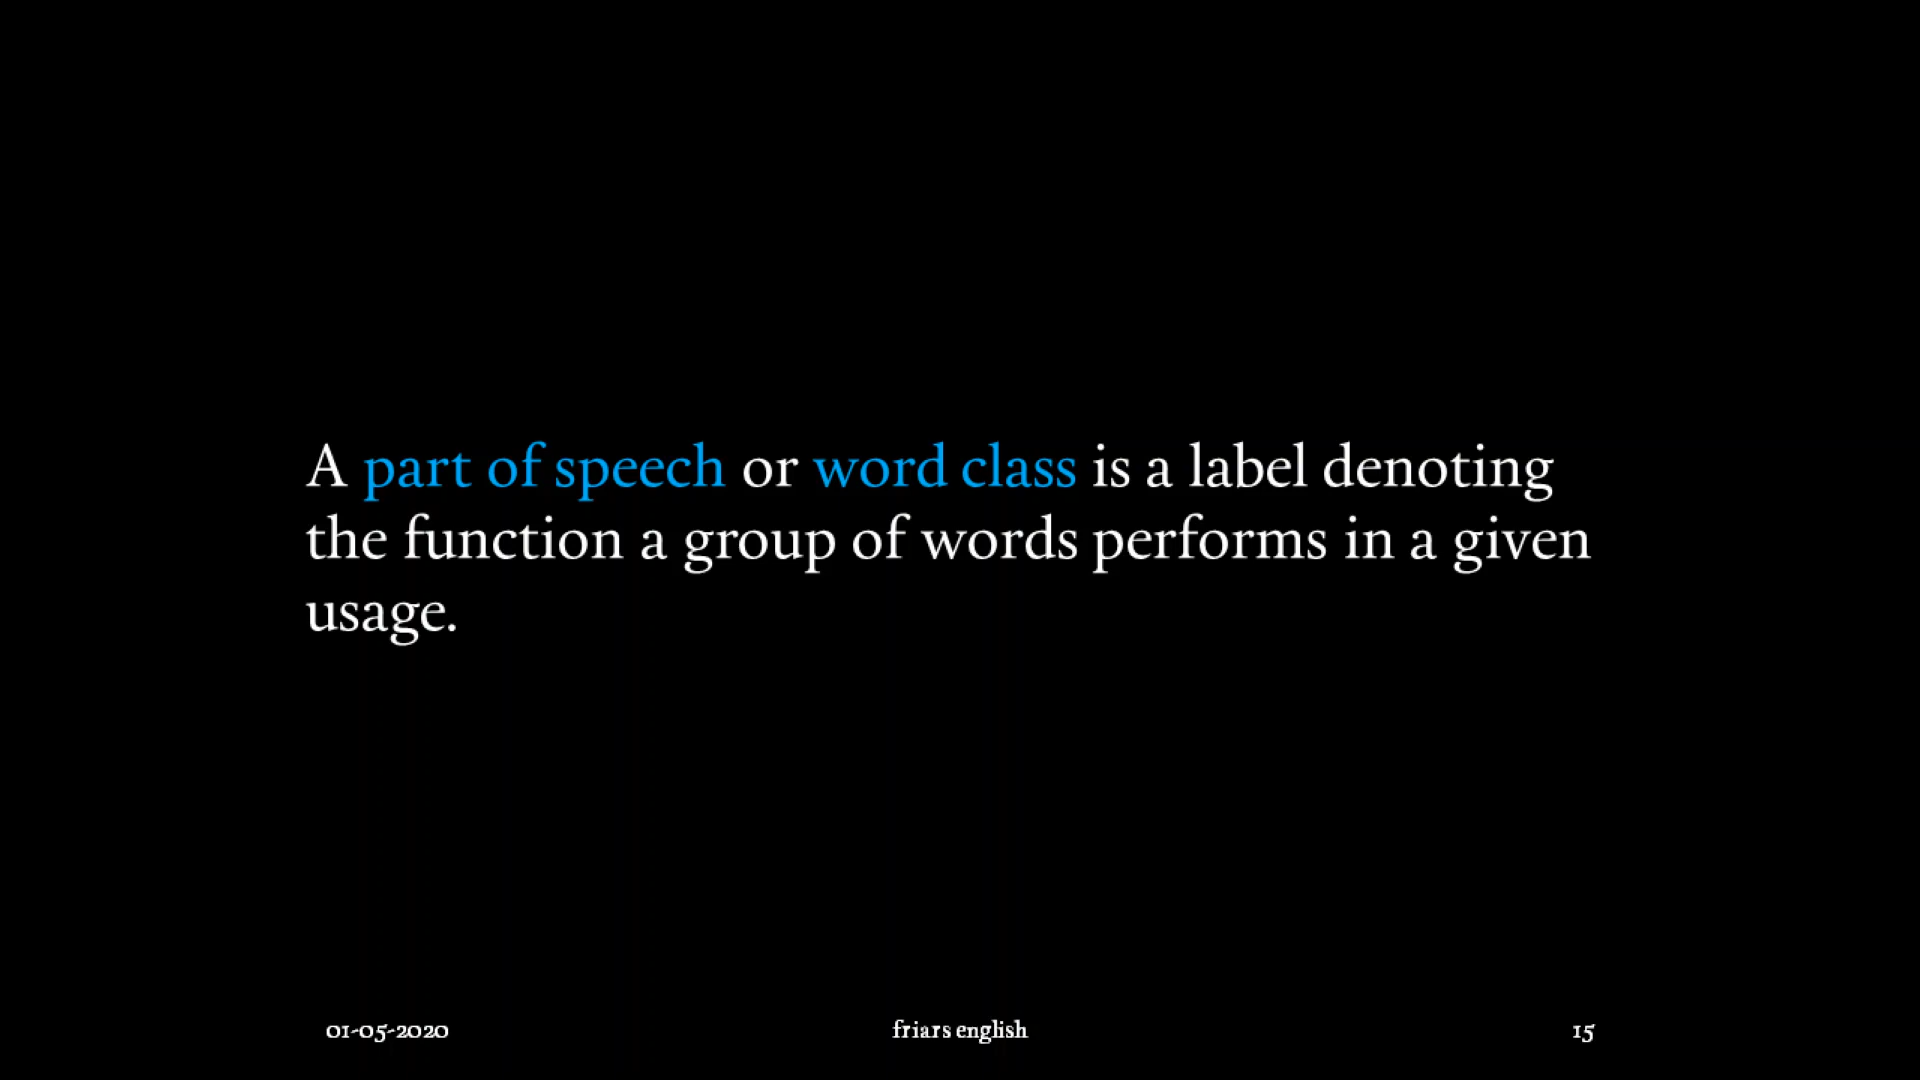 A part of speech or word class is a label denoting
the function a group of words performs in a given
usage.
01-05-2020
friars english
15